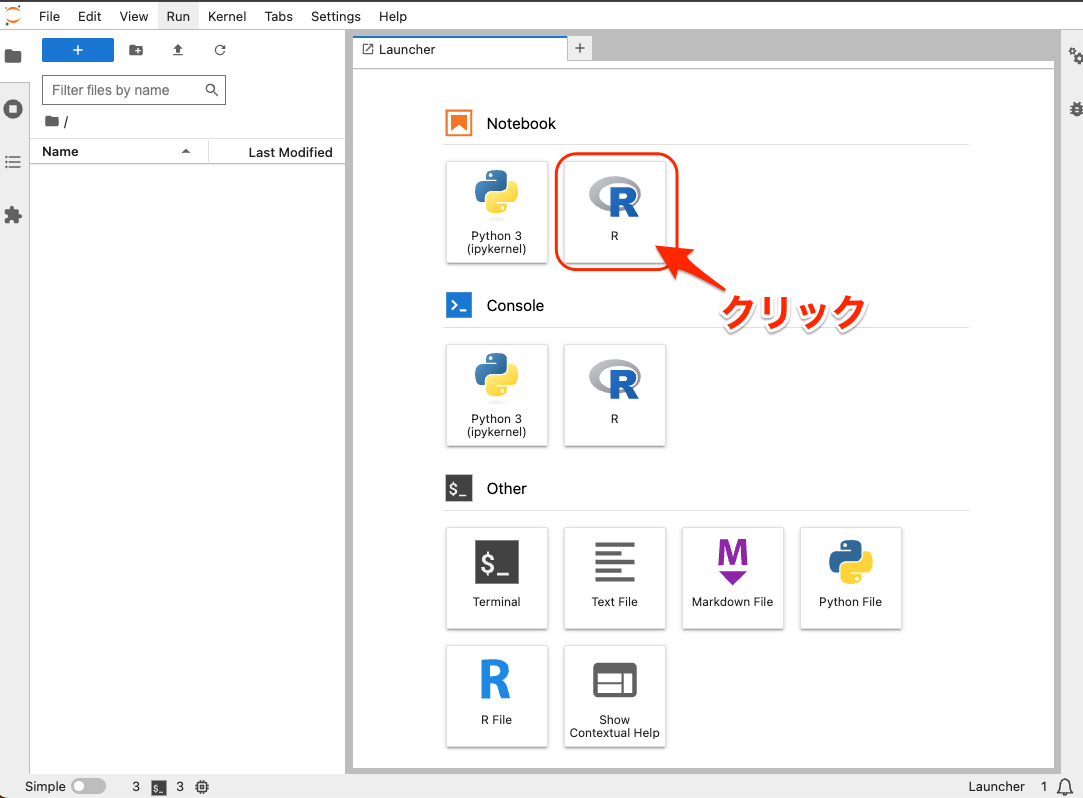 File Edit View Run Kernel Tabs Settings Help
+
Launcher
+
Filter files by name
/
Name
Last Modified
Notebook
Python 3
(ipykernel)
R
R
クリック
Console
Python 3
(ipykernel)
R
R
$_ Other
$_
Terminal
Text File
M
Markdown File
Python File
R
R File
Show
Contextual Help
Simple 3 $_ 3
Launcher 1